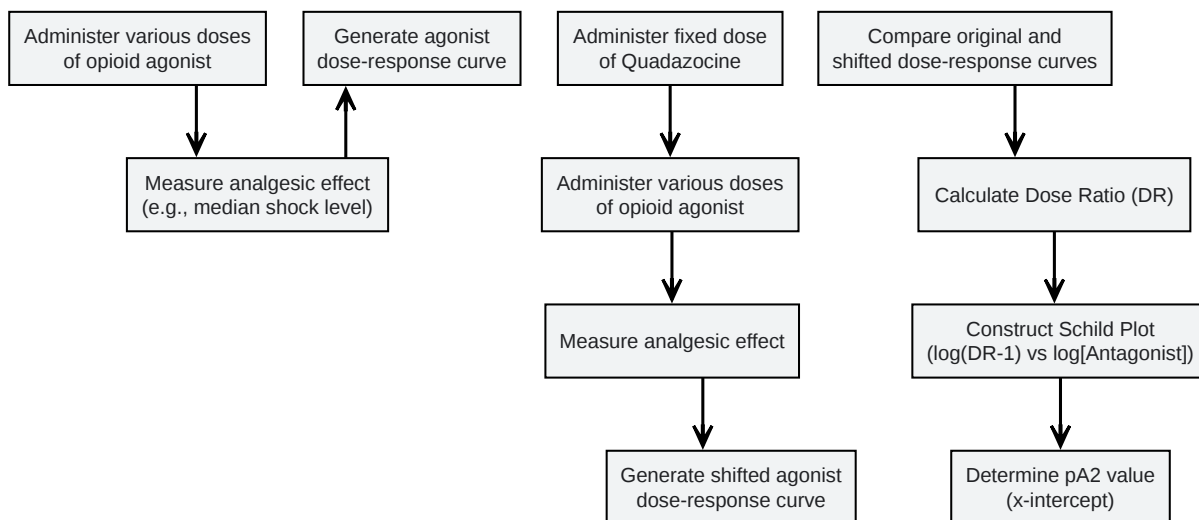 Administer various doses
of opioid agonist
Measure analgesic effect
(e.g., median shock level)
Generate agonist
dose-response curve
Administer fixed dose
of Quadazocine
Administer various doses
of opioid agonist
Measure analgesic effect
Generate shifted agonist
dose-response curve
Compare original and
shifted dose-response curves
Calculate Dose Ratio (DR)
Construct Schild Plot
(log(DR-1) vs log[Antagonist])
Determine pA2 value
(x-intercept)